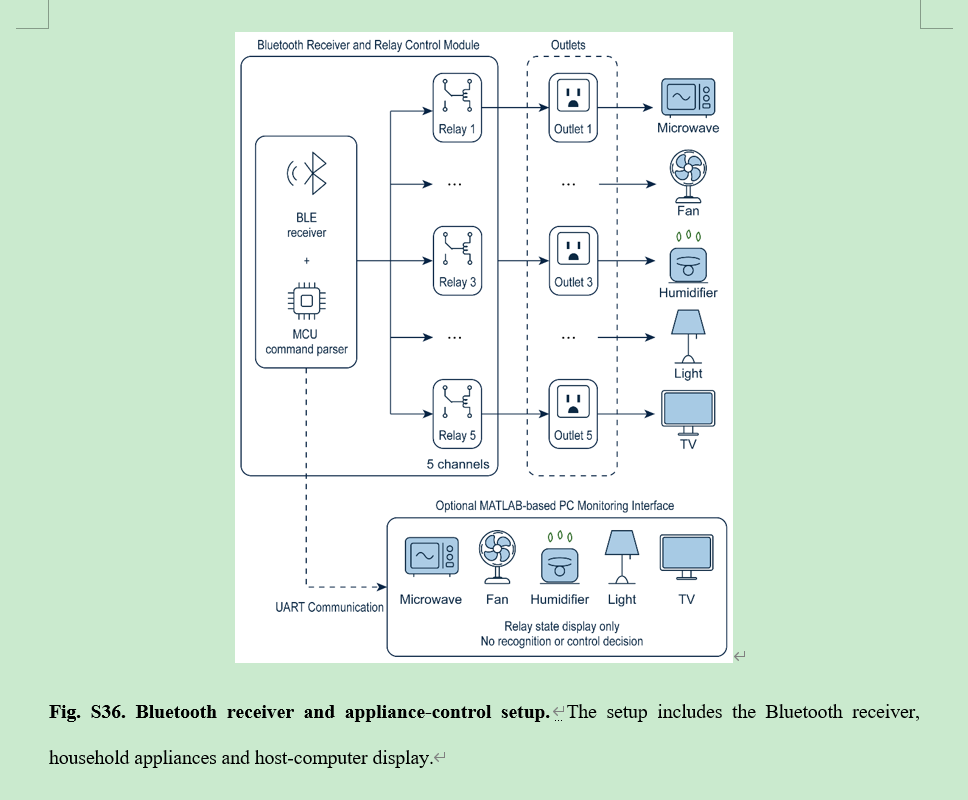 Bluetooth Receiver and Relay Control Module
Outlets
Relay 1
Outlet 1
Microwave
BLE
receiver
+
MCU
command parser
...
...
Fan
Relay 3
Outlet 3
Humidifier
...
...
Light
Relay 5
Outlet 5
TV
5 channels
Optional MATLAB-based PC Monitoring Interface
UART Communication
Microwave
Fan
Humidifier
Light
TV
Relay state display only
No recognition or control decision
Fig. S36. Bluetooth receiver and appliance-control setup. The setup includes the Bluetooth receiver,
household appliances and host-computer display.